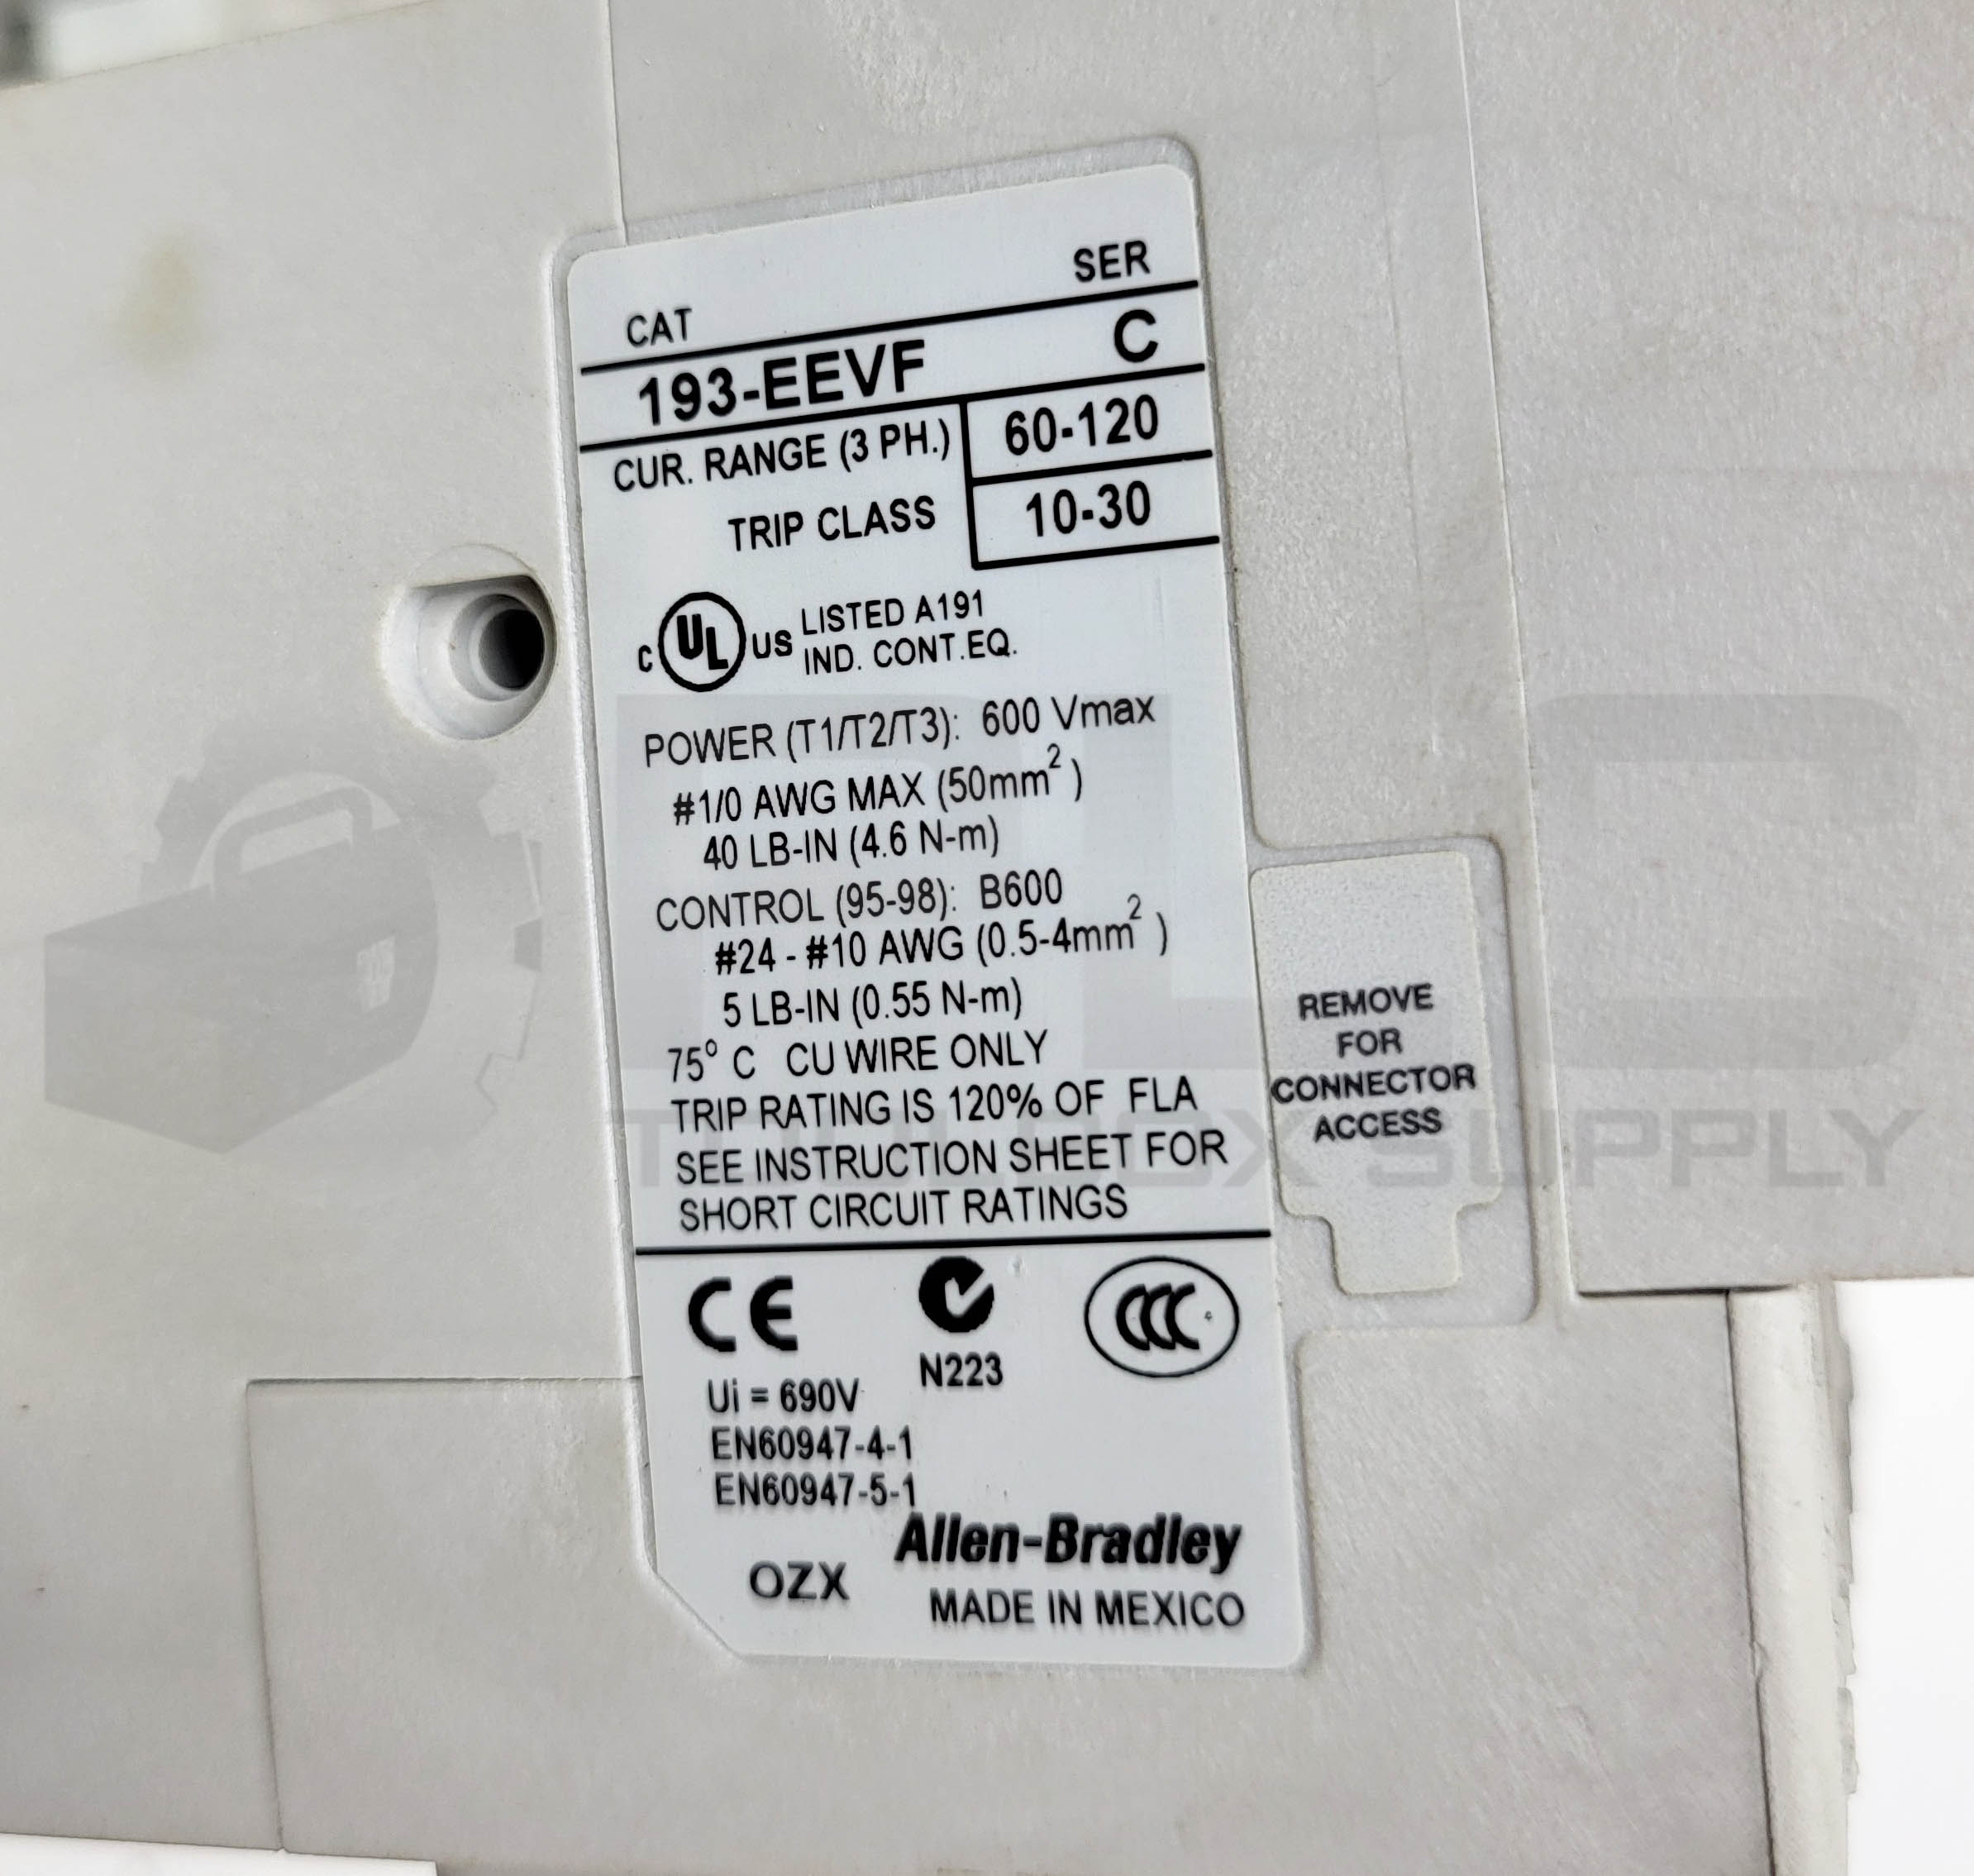 SER
CAT
193-EEVF C
CUR. RANGE (3 PH.) 60-120
TRIP CLASS 10-30
c UL US LISTED A191
IND. CONT.EQ.
POWER (T1/T2/T3): 600 Vmax
#1/0 AWG MAX (50mm²)
40 LB-IN (4.6 N-m)
CONTROL (95-98): B600
#24 - #10 AWG (0.5-4mm²)
5 LB-IN (0.55 N-m)
75° C CU WIRE ONLY
TRIP RATING IS 120% OF FLA
SEE INSTRUCTION SHEET FOR
SHORT CIRCUIT RATINGS
CE CCC
N223
Ui = 690V
EN60947-4-1
EN60947-5-1
Allen-Bradley
OZX MADE IN MEXICO
REMOVE
FOR
CONNECTOR
ACCESS
TOOLBOX SUPPLY